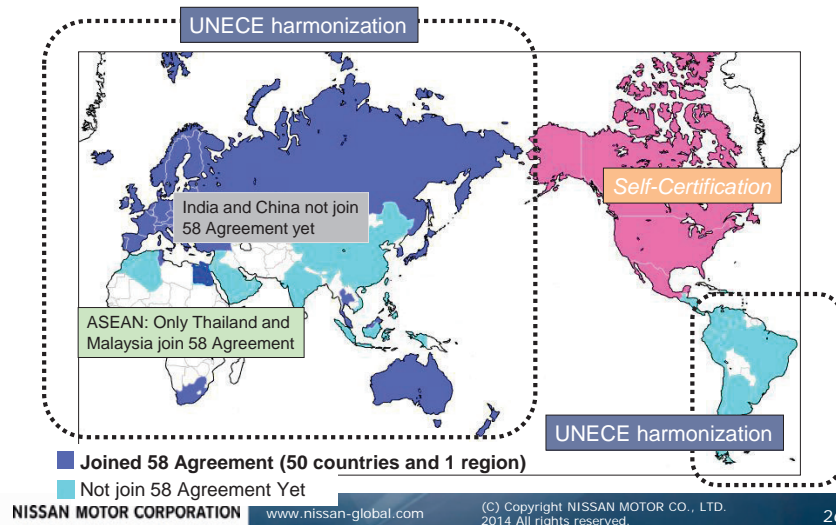 UNECE harmonization
Self-Certification
India and China not join
58 Agreement yet
ASEAN: Only Thailand and
Malaysia join 58 Agreement
UNECE harmonization
Joined 58 Agreement (50 countries and 1 region)
Not join 58 Agreement Yet
NISSAN MOTOR CORPORATION
www.nissan-global.com
(C) Copyright NISSAN MOTOR CO., LTD.
2014 All rights reserved.